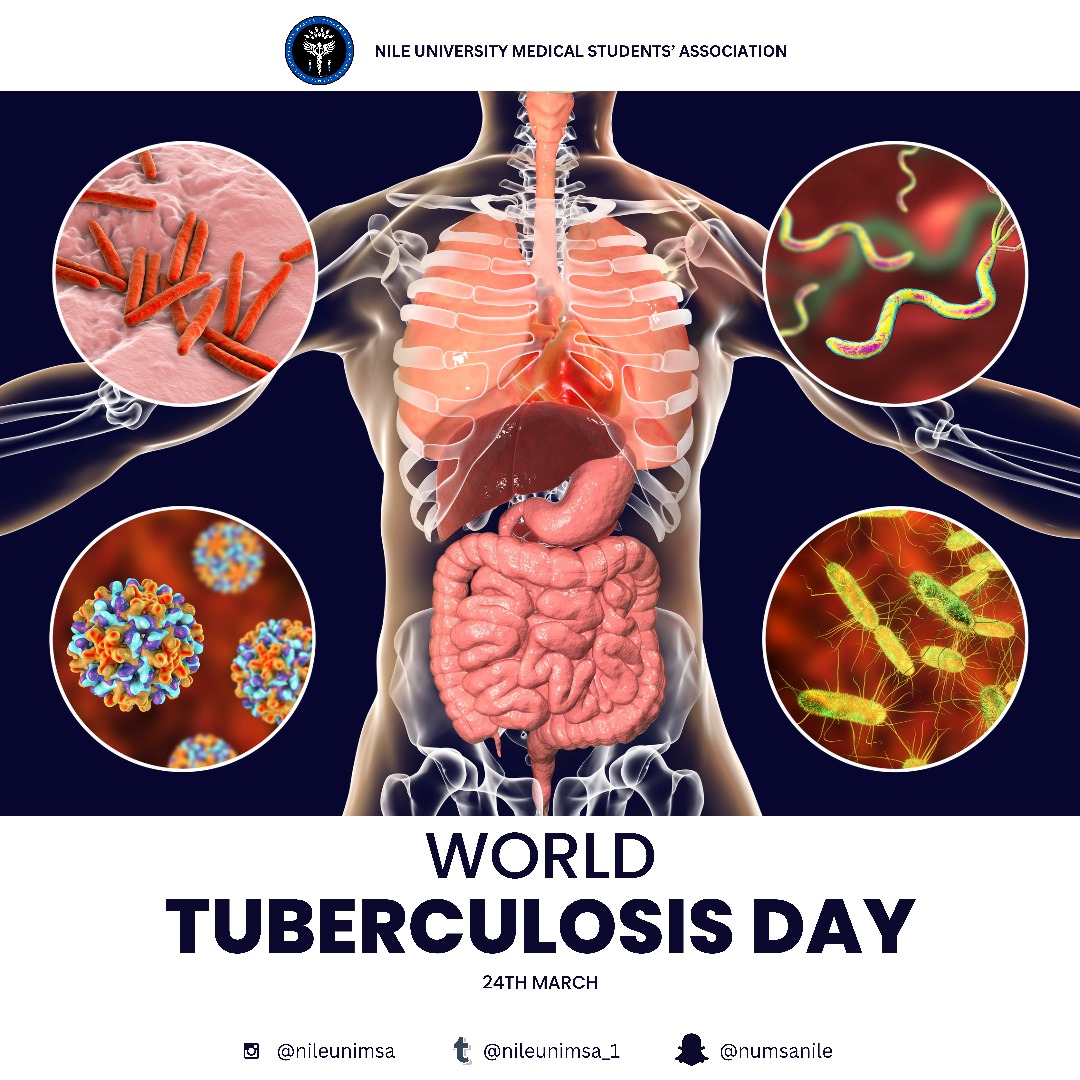 NILE UNIVERSITY MEDICAL STUDENTS’ ASSOCIATION
WORLD
TUBERCULOSIS DAY
24TH MARCH
@nileunimsa
@nileunimsa_1
@numsanile